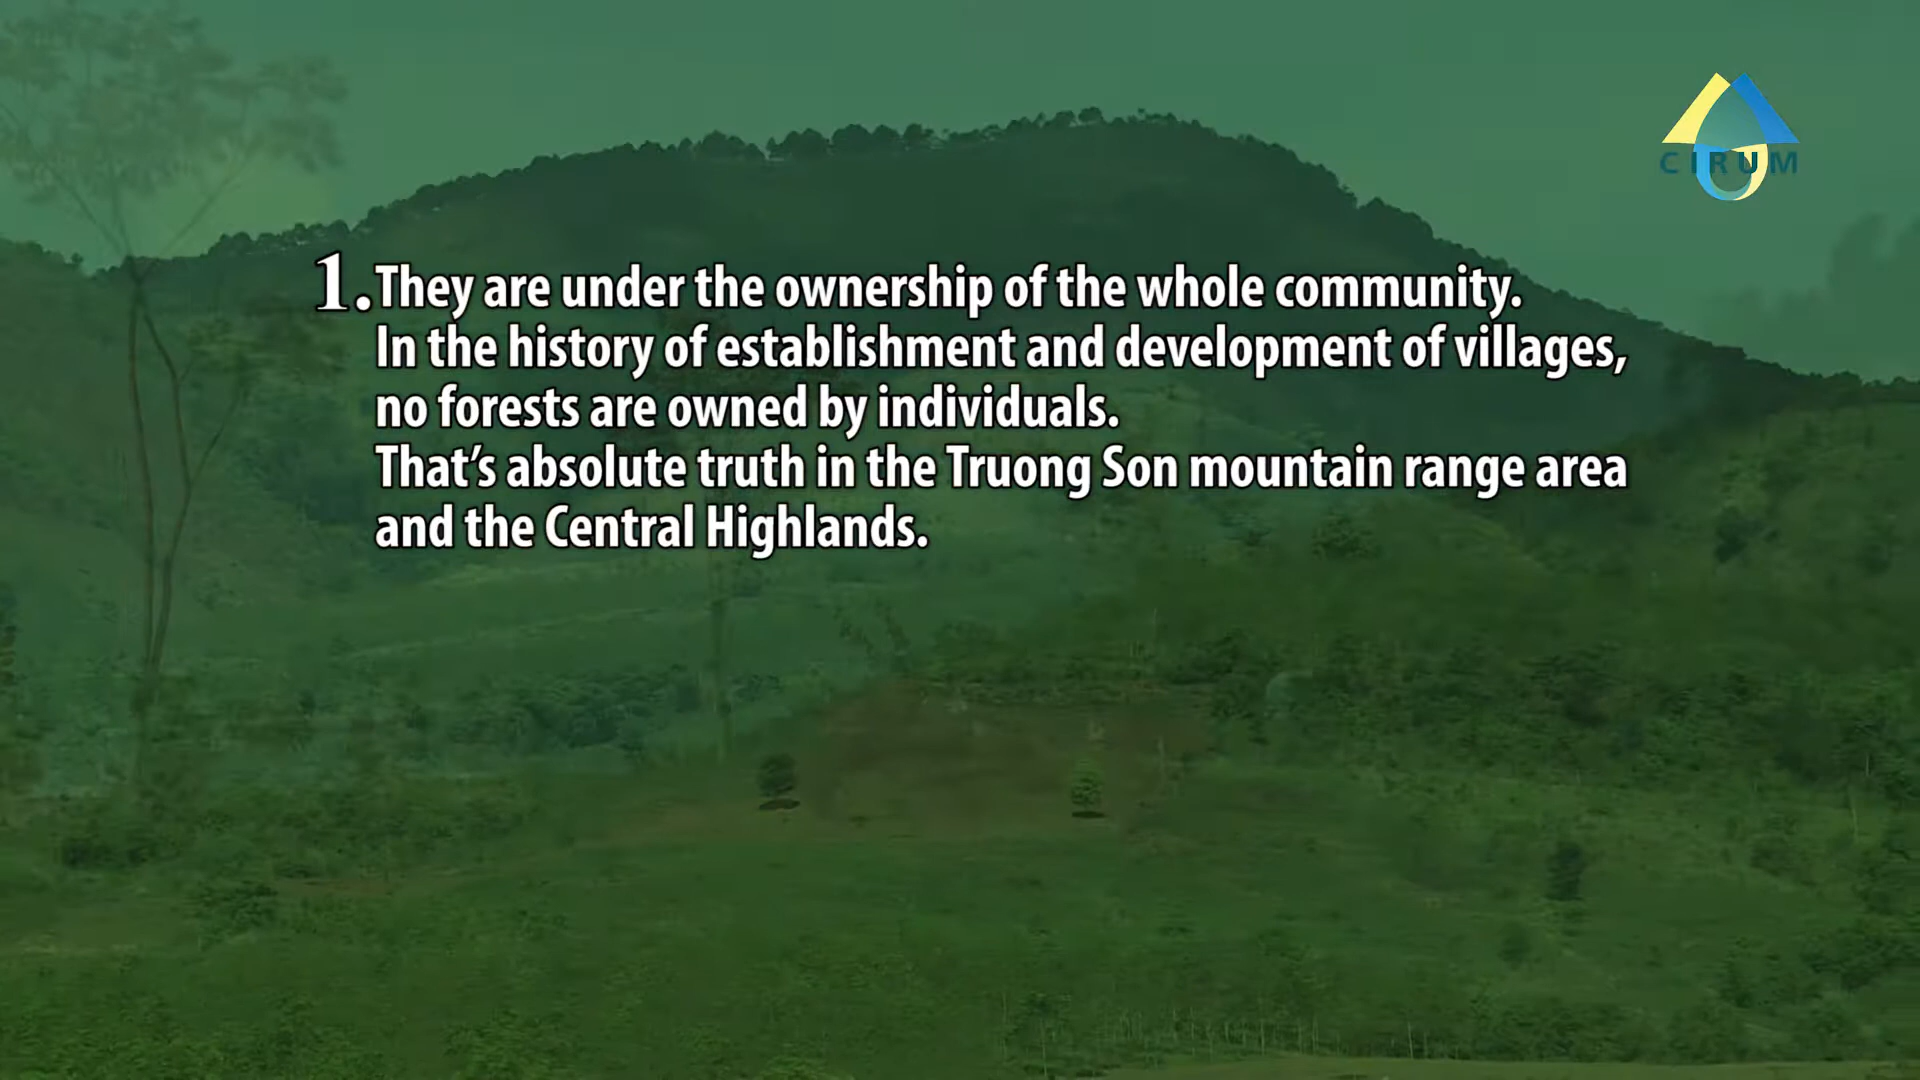 CIRUM
1. They are under the ownership of the whole community.
In the history of establishment and development of villages,
no forests are owned by individuals.
That's absolute truth in the Truong Son mountain range area
and the Central Highlands.